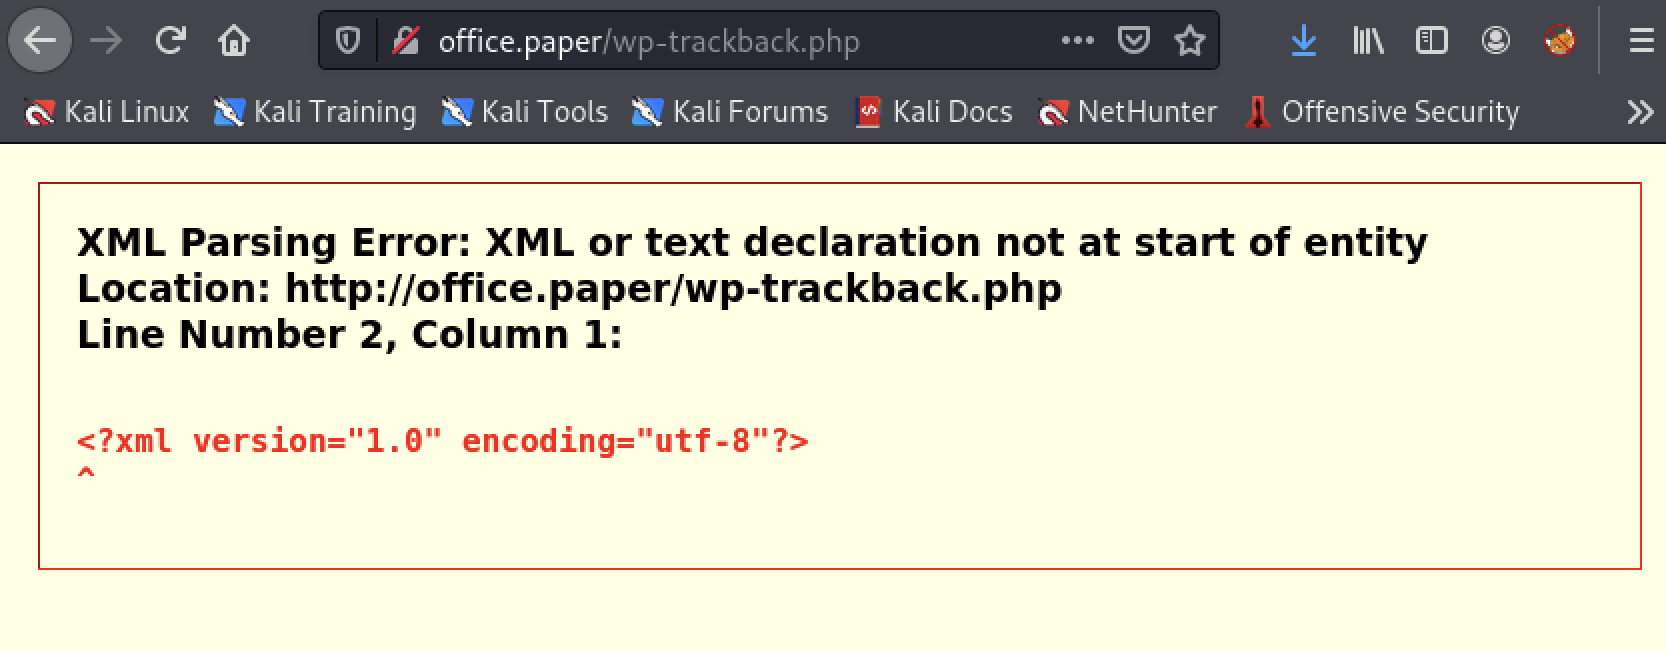 office.paper/wp-trackback.php
Kali Linux Kali Training Kali Tools Kali Forums Kali Docs NetHunter Offensive Security
XML Parsing Error: XML or text declaration not at start of entity
Location: http://office.paper/wp-trackback.php
Line Number 2, Column 1:
<?xml version="1.0" encoding="utf-8"?>
^